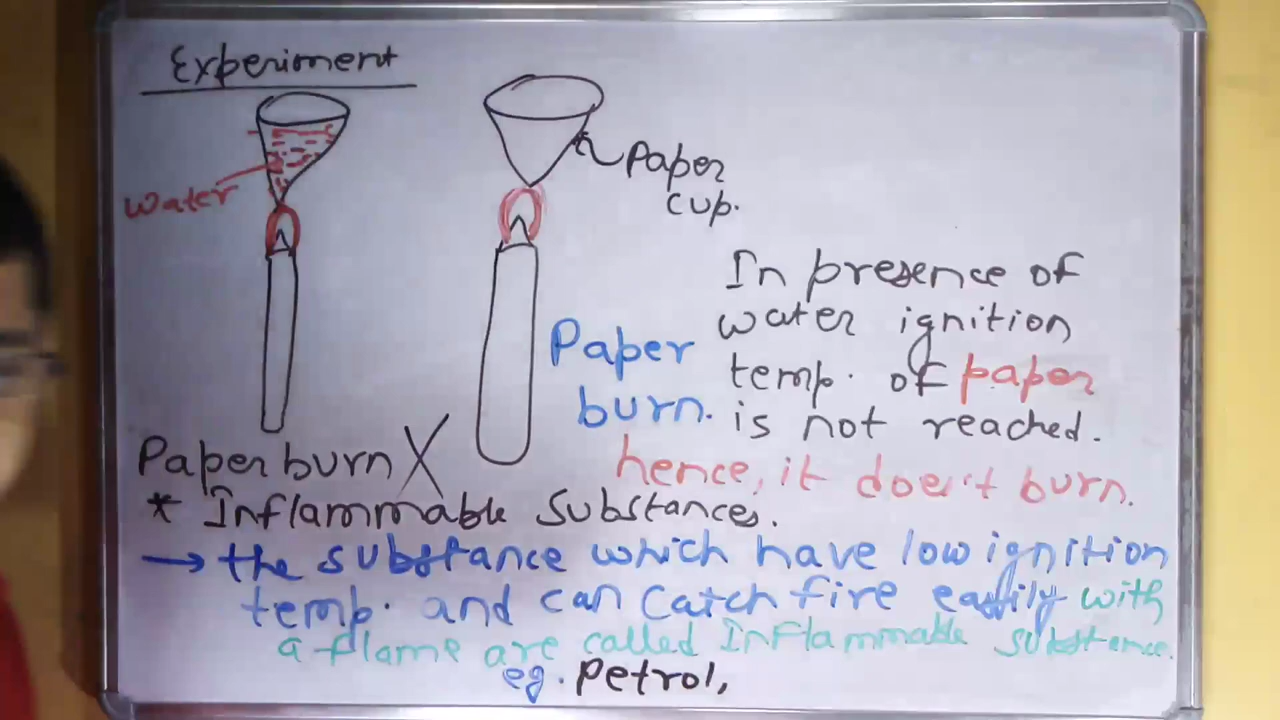 Experiment
Water
Paper
cup.
In presence of
water ignition
temp. of paper
is not reached.
hence, it doesn't burn.
Paper
burn.
Paper burn X
* Inflammable Substances.
→ the substance which have low ignition
temp. and can catch fire easily with
a flame are called Inflammable substance.
eg. Petrol,